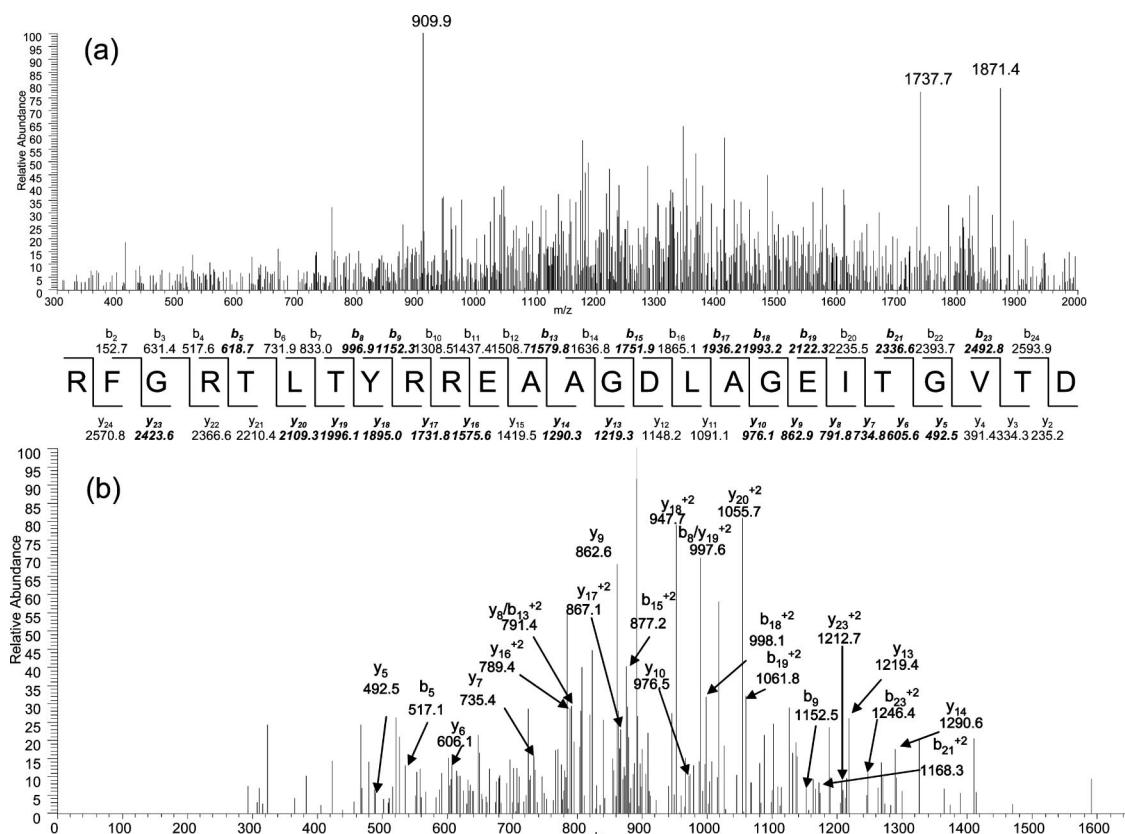 (a)
909.9
1737.7
1871.4
Relative Abundance
100
95
90
85
80
75
70
65
60
55
50
45
40
35
30
25
20
15
10
5
0
300 400 500 600 700 800 900 1000 1100 1200 1300 1400 1500 1600 1700 1800 1900 2000
m/z
b2 b3 b4 b5 b6 b7 b8 b9 b10 b11 b12 b13 b14 b15 b16 b17 b18 b19 b20 b21 b22 b23 b24
152.7 631.4 517.6 618.7 731.9 833.0 996.9 1152.3 1308.5 1437.4 1508.7 1579.8 1636.8 1751.9 1865.1 1936.2 1993.2 2122.3 2235.5 2336.6 2393.7 2492.8 2593.9
R F G R T L T Y R R E A A G D L A G E I T G V T D
y24 y23 y22 y21 y20 y19 y18 y17 y16 y15 y14 y13 y12 y11 y10 y9 y8 y7 y6 y5 y4 y3 y2
2570.8 2423.6 2366.6 2210.4 2109.3 1996.1 1895.0 1731.8 1575.6 1419.5 1290.3 1219.3 1148.2 1091.1 976.1 862.9 791.8 734.8 605.6 492.5 391.4 334.3 235.2
(b)
Relative Abundance
100
90
80
70
60
50
40
35
30
25
20
15
10
5
0
y5
492.5
b5
517.1
y6
606.1
y7
735.4
y16+2
789.4
y8/b13+2
791.4
y9
862.6
y17+2
867.1
b15+2
877.2
y18+2
947.7
y10
976.5
b8/y19+2
997.6
y20+2
1055.7
b18+2
998.1
b19+2
1061.8
b9
1152.5
y23+2
1212.7
y13
1219.4
b23+2
1246.4
y14
1290.6
b21+2
1168.3
0 100 200 300 400 500 600 700 800 900 1000 1100 1200 1300 1400 1500 1600